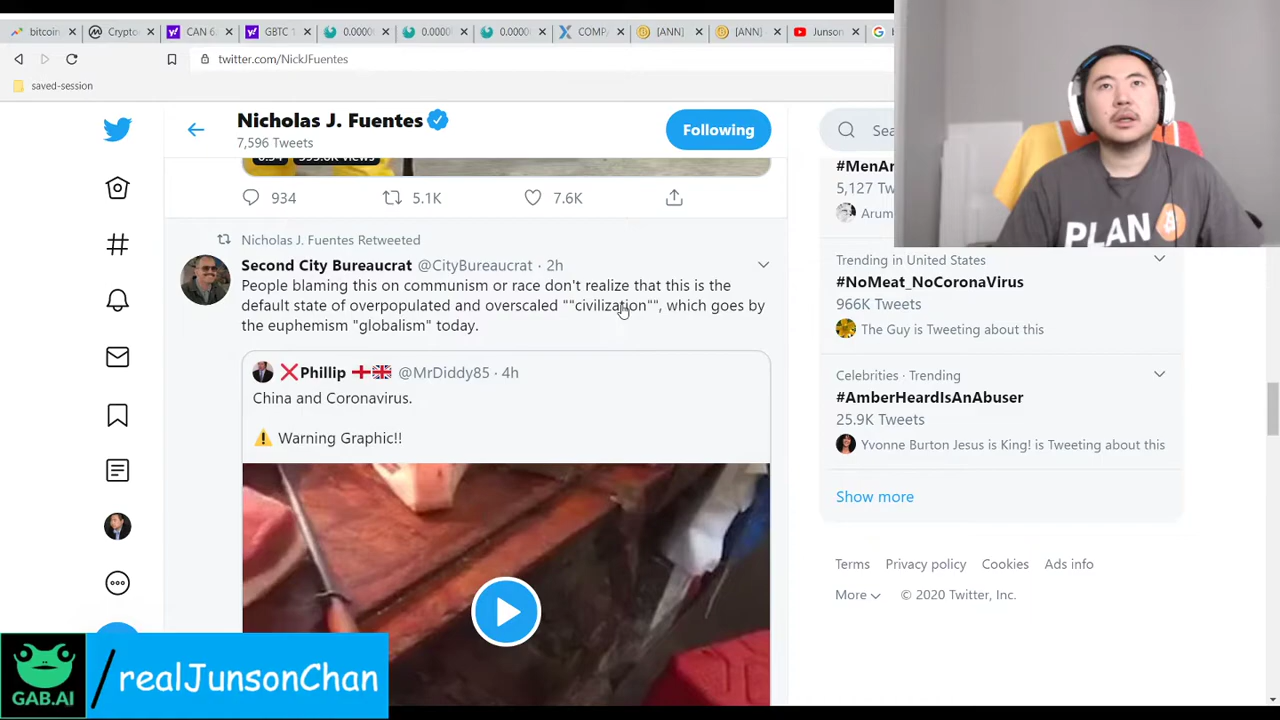 bitcoin
Crypto
CAN 6.
GBTC 1
0.0000
0.0000
0.0000
COMP
[ANN]
[ANN]
Junson
twitter.com/NickJFuentes
saved-session
Nicholas J. Fuentes
7,596 Tweets
Following
Sea
934
5.1K
7.6K
Nicholas J. Fuentes Retweeted
Second City Bureaucrat @CityBureaucrat · 2h
People blaming this on communism or race don't realize that this is the
default state of overpopulated and overscaled ""civilization"", which goes by
the euphemism "globalism" today.
❌Phillip @MrDiddy85 · 4h
China and Coronavirus.
⚠️ Warning Graphic!!
#MenAr
5,127 Tw
Arum
Trending in United States
#NoMeat_NoCoronaVirus
966K Tweets
The Guy is Tweeting about this
Celebrities · Trending
#AmberHeardIsAnAbuser
25.9K Tweets
Yvonne Burton Jesus is King! is Tweeting about this
Show more
Terms Privacy policy Cookies Ads info
More © 2020 Twitter, Inc.
PLAN B
GAB.AI
/realJunsonChan